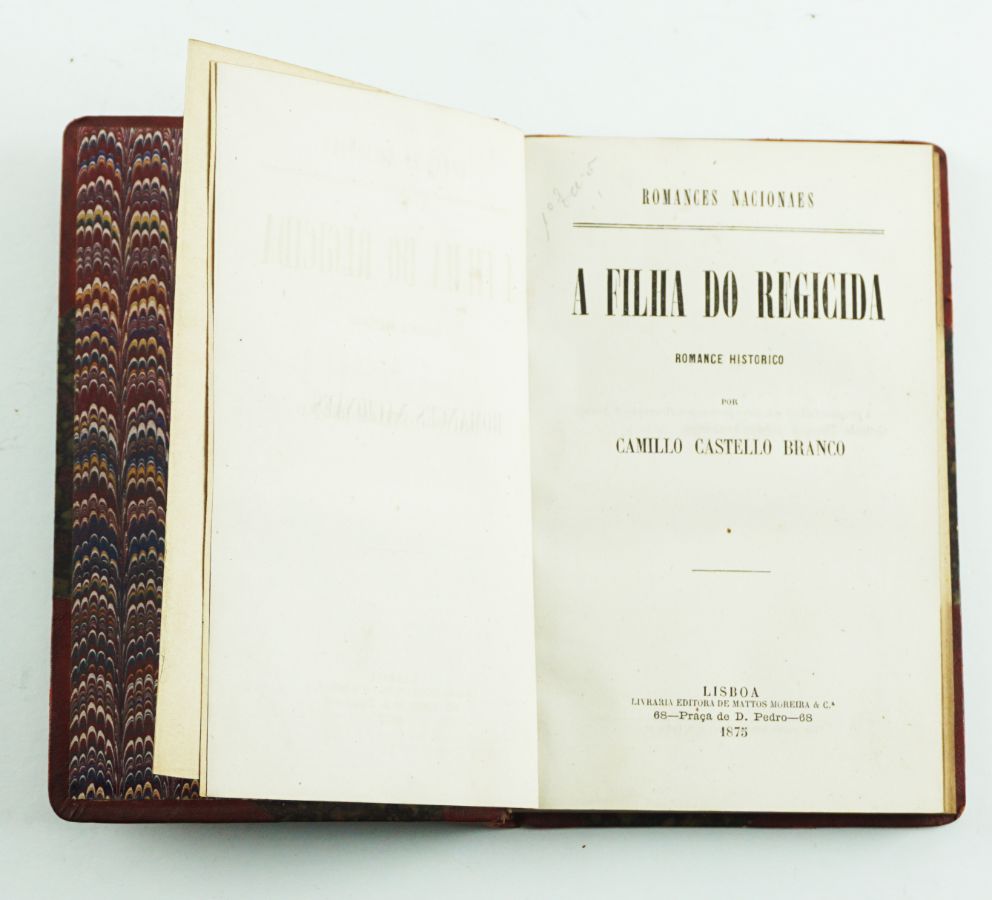 ROMANCES NACIONAES
A FILHA DO REGICIDA
ROMANCE HISTORICO
POR
CAMILLO CASTELLO BRANCO
LISBOA
LIVRARIA EDITORA DE MATTOS MOREIRA & C.ª
68—Praça de D. Pedro—68
1875